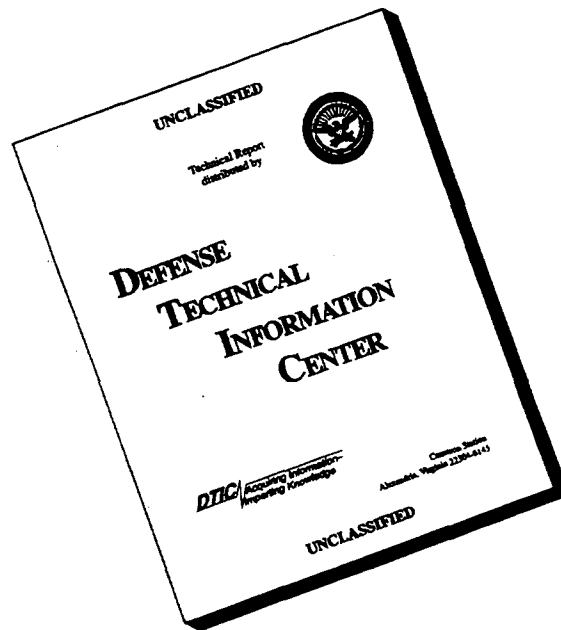 UNCLASSIFIED
Technical Report
distributed by
DEFENSE
TECHNICAL
INFORMATION
CENTER
DTIC Acquiring Information-
Imparting Knowledge
Cameron Station
Alexandria, Virginia 22304-6145
UNCLASSIFIED